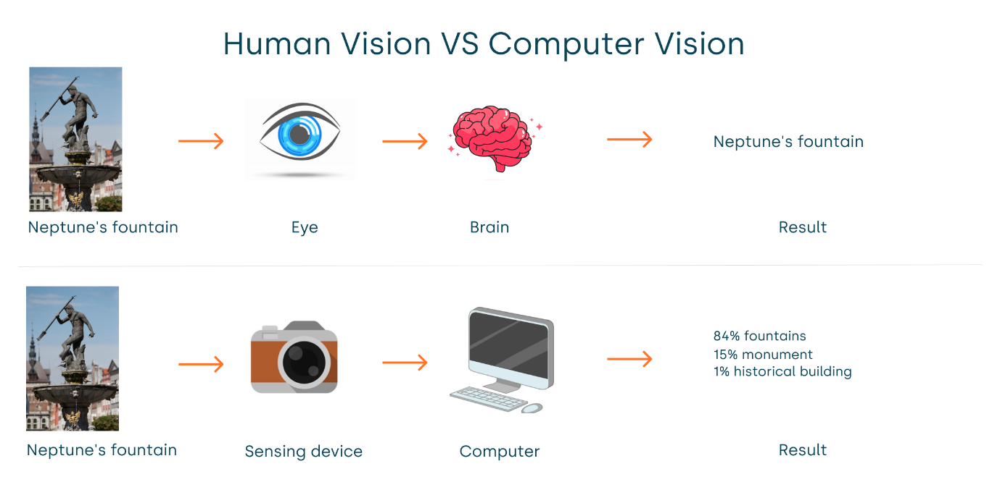 Human Vision VS Computer Vision
Neptune's fountain
Neptune's fountain
Eye
Brain
Result
84% fountains
15% monument
1% historical building
Neptune's fountain
Sensing device
Computer
Result